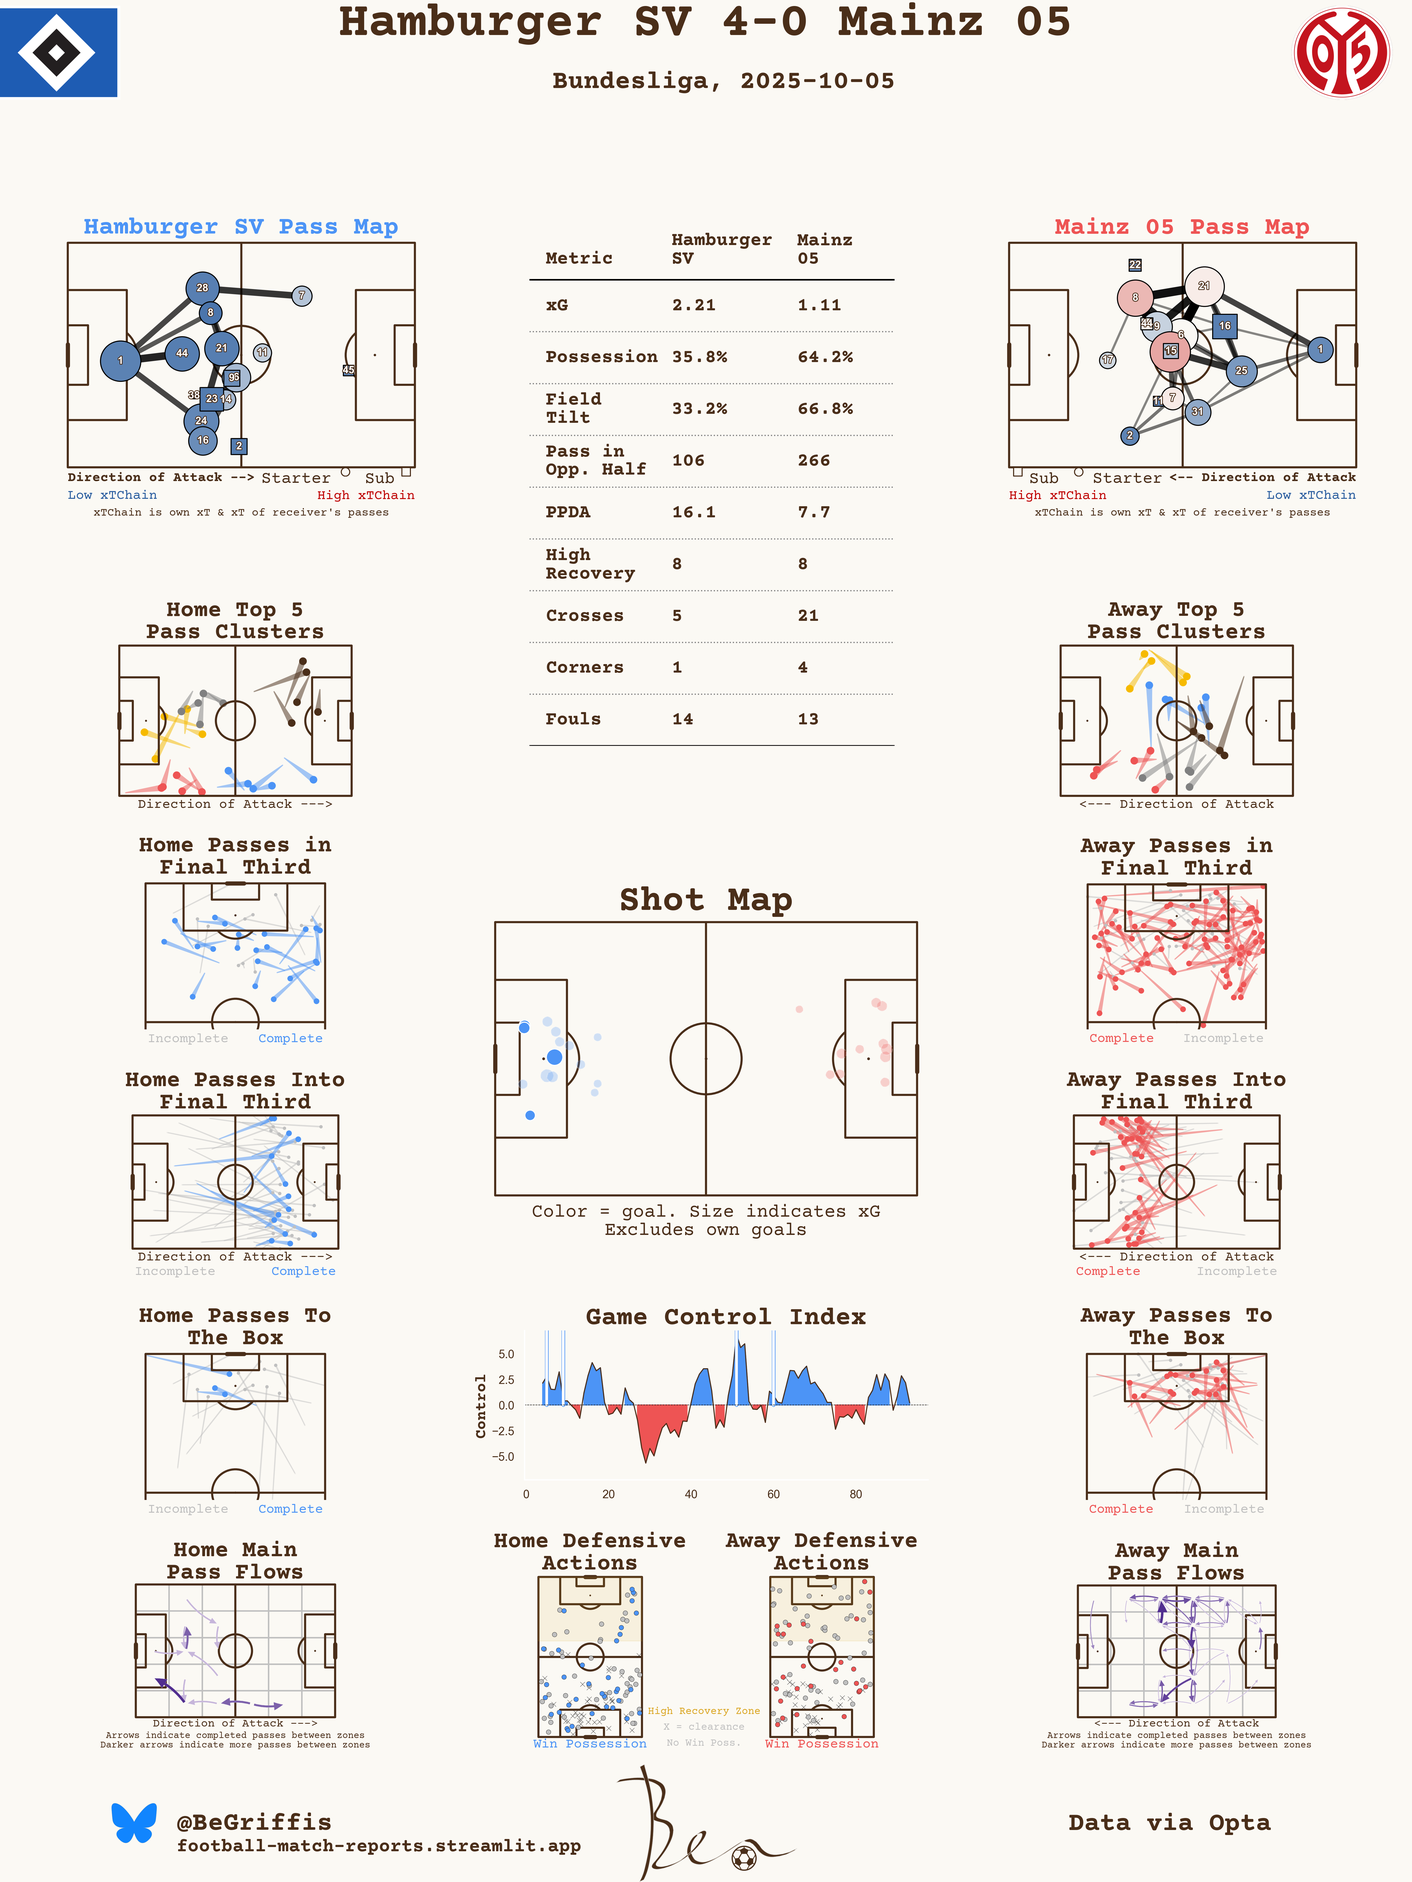 Hamburger SV 4-0 Mainz 05
Bundesliga, 2025-10-05
Hamburger SV Pass Map
28
7
8
1
44
21
11
96
45
38
23
14
24
16
2
Direction of Attack --> Starter Sub
Low xTChain High xTChain
xTChain is own xT & xT of receiver's passes
Metric Hamburger SV Mainz 05
xG 2.21 1.11
Possession 35.8% 64.2%
Field Tilt 33.2% 66.8%
Pass in Opp. Half 106 266
PPDA 16.1 7.7
High Recovery 8 8
Crosses 5 21
Corners 1 4
Fouls 14 13
Mainz 05 Pass Map
22
21
8
16
6
15
1
17
25
7
31
2
Sub Starter <-- Direction of Attack
High xTChain Low xTChain
xTChain is own xT & xT of receiver's passes
Home Top 5
Pass Clusters
Direction of Attack --->
Away Top 5
Pass Clusters
<--- Direction of Attack
Home Passes in
Final Third
Incomplete Complete
Away Passes in
Final Third
Complete Incomplete
Shot Map
Color = goal. Size indicates xG
Excludes own goals
Home Passes Into
Final Third
Direction of Attack --->
Incomplete Complete
Away Passes Into
Final Third
<--- Direction of Attack
Complete Incomplete
Home Passes To
The Box
Incomplete Complete
Game Control Index
Control
5.0
2.5
0.0
−2.5
−5.0
0 20 40 60 80
Away Passes To
The Box
Complete Incomplete
Home Main
Pass Flows
Direction of Attack --->
Arrows indicate completed passes between zones
Darker arrows indicate more passes between zones
Home Defensive
Actions
Win Possession
High Recovery Zone
X = clearance
No Win Poss.
Away Defensive
Actions
Win Possession
Away Main
Pass Flows
<--- Direction of Attack
Arrows indicate completed passes between zones
Darker arrows indicate more passes between zones
@BeGriffis
football-match-reports.streamlit.app
Ben
Data via Opta